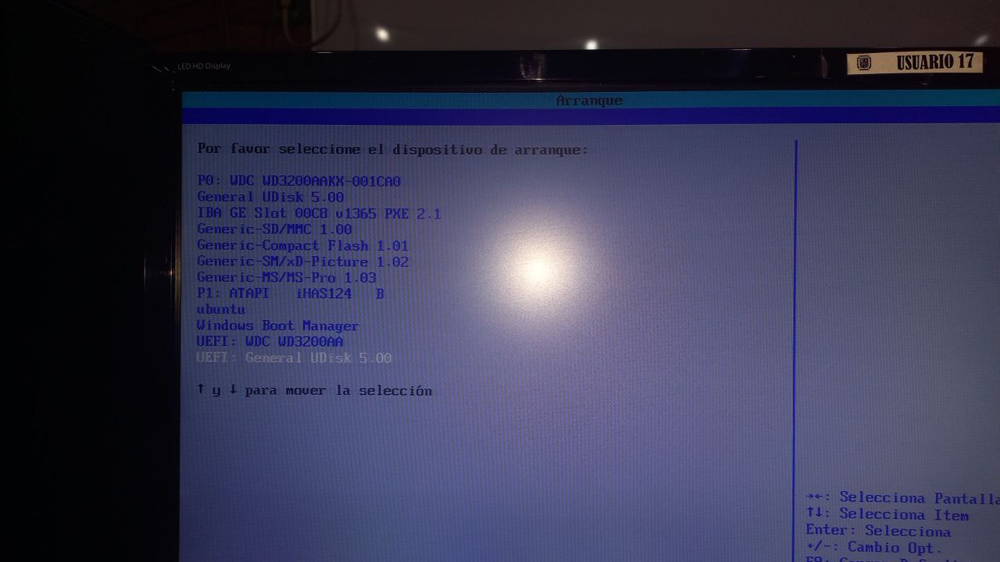 LED HD Display
USUARIO 17
Arranque
Por favor seleccione el dispositivo de arranque:
P0: WDC WD3200AAKX-001CA0
General UDisk 5.00
IBA GE Slot 00C8 v1365 PXE 2.1
Generic-SD/MMC 1.00
Generic-Compact Flash 1.01
Generic-SM/xD-Picture 1.02
Generic-MS/MS-Pro 1.03
P1: ATAPI iHAS124 B
ubuntu
Windows Boot Manager
UEFI: WDC WD3200AA
UEFI: General UDisk 5.00
↑ y ↓ para mover la selección
→←: Selecciona Pantalla
↑↓: Selecciona Item
Enter: Selecciona
+/-: Cambio Opt.